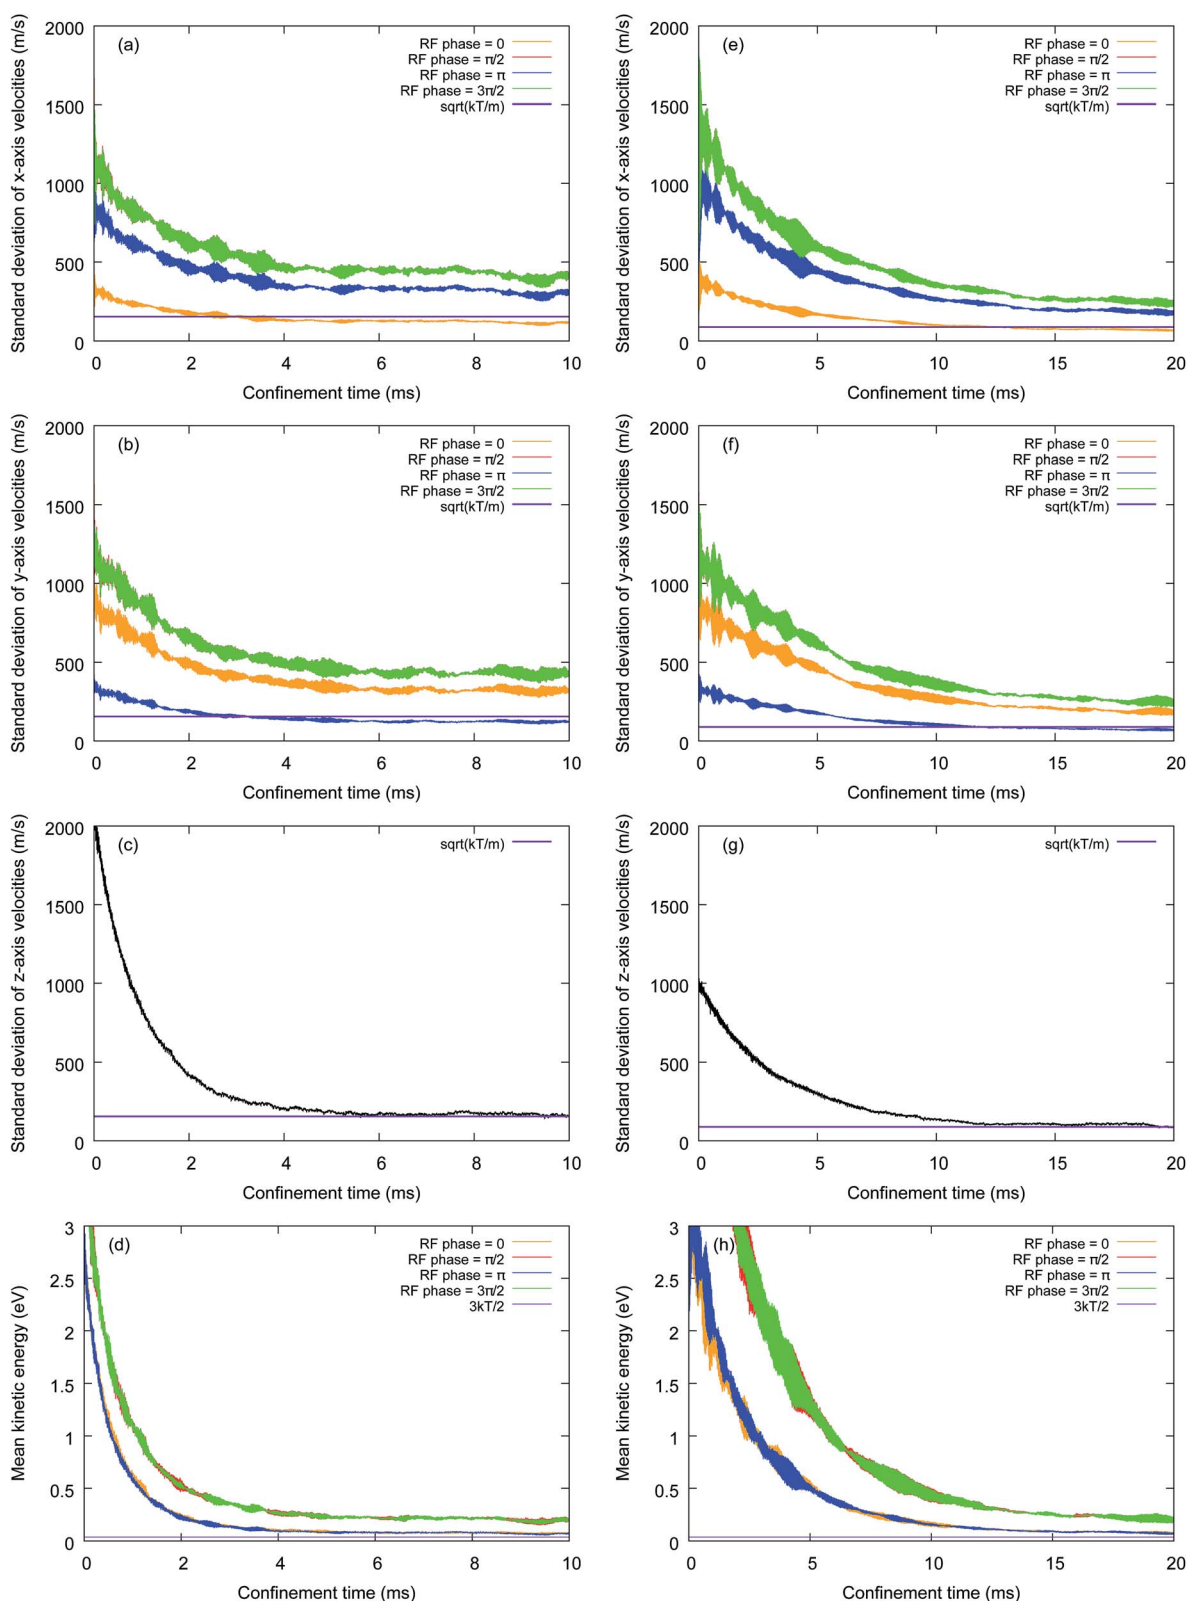 Standard deviation of x-axis velocities (m/s)
2000
1500
1000
500
0
(a)
RF phase = 0
RF phase = π/2
RF phase = π
RF phase = 3π/2
sqrt(kT/m)
0 2 4 6 8 10
Confinement time (ms)
Standard deviation of x-axis velocities (m/s)
2000
1500
1000
500
0
(e)
RF phase = 0
RF phase = π/2
RF phase = π
RF phase = 3π/2
sqrt(kT/m)
0 5 10 15 20
Confinement time (ms)
Standard deviation of y-axis velocities (m/s)
2000
1500
1000
500
0
(b)
RF phase = 0
RF phase = π/2
RF phase = π
RF phase = 3π/2
sqrt(kT/m)
0 2 4 6 8 10
Confinement time (ms)
Standard deviation of y-axis velocities (m/s)
2000
1500
1000
500
0
(f)
RF phase = 0
RF phase = π/2
RF phase = π
RF phase = 3π/2
sqrt(kT/m)
0 5 10 15 20
Confinement time (ms)
Standard deviation of z-axis velocities (m/s)
2000
1500
1000
500
0
(c)
sqrt(kT/m)
0 2 4 6 8 10
Confinement time (ms)
Standard deviation of z-axis velocities (m/s)
2000
1500
1000
500
0
(g)
sqrt(kT/m)
0 5 10 15 20
Confinement time (ms)
Mean kinetic energy (eV)
3
2.5
2
1.5
1
0.5
0
(d)
RF phase = 0
RF phase = π/2
RF phase = π
RF phase = 3π/2
3kT/2
0 2 4 6 8 10
Confinement time (ms)
Mean kinetic energy (eV)
3
2.5
2
1.5
1
0.5
0
(h)
RF phase = 0
RF phase = π/2
RF phase = π
RF phase = 3π/2
3kT/2
0 5 10 15 20
Confinement time (ms)